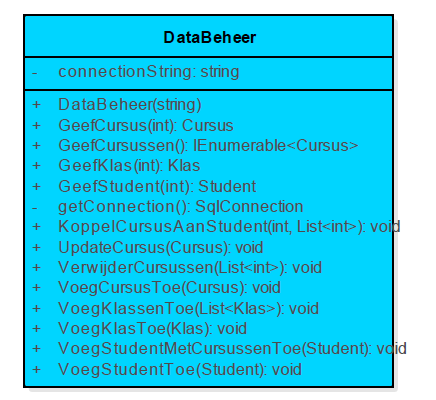 DataBeheer
- connectionString: string
+ DataBeheer(string)
+ GeefCursus(int): Cursus
+ GeefCursussen(): IEnumerable<Cursus>
+ GeefKlas(int): Klas
+ GeefStudent(int): Student
- getConnection(): SqlConnection
+ KoppelCursusAanStudent(int, List<int>): void
+ UpdateCursus(Cursus): void
+ VerwijderCursussen(List<int>): void
+ VoegCursusToe(Cursus): void
+ VoegKlassenToe(List<Klas>): void
+ VoegKlasToe(Klas): void
+ VoegStudentMetCursussenToe(Student): void
+ VoegStudentToe(Student): void